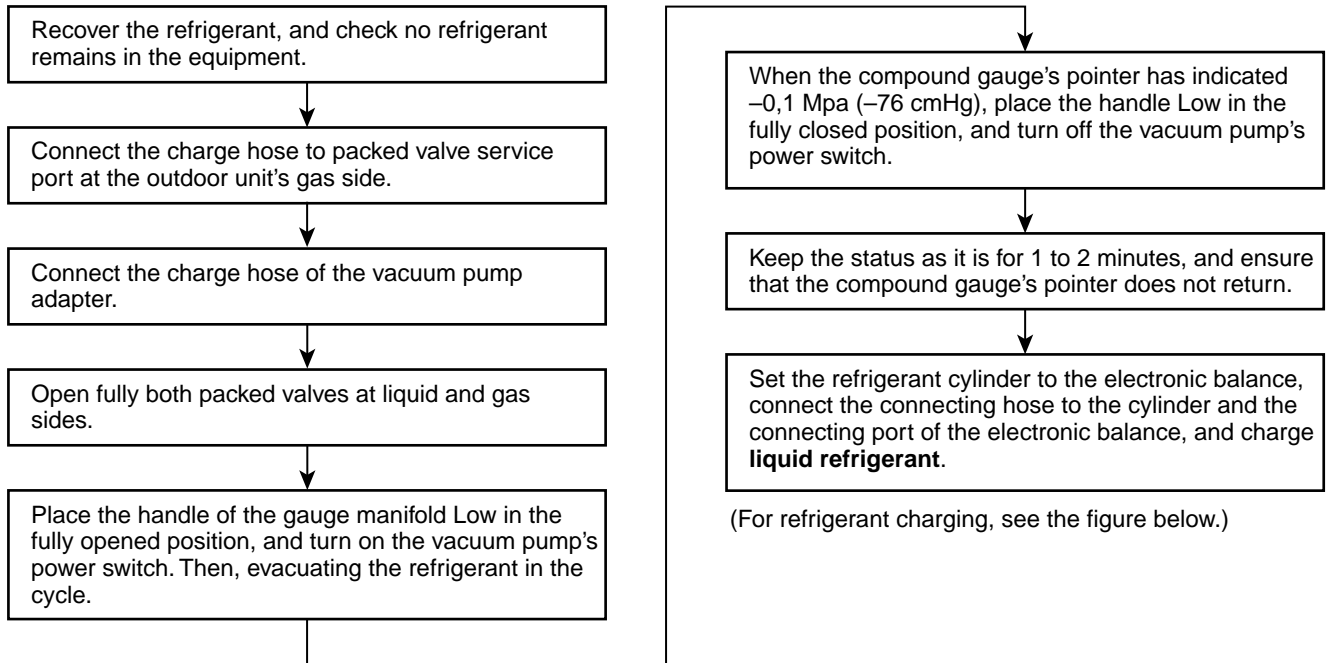 Recover the refrigerant, and check no refrigerant
remains in the equipment.
Connect the charge hose to packed valve service
port at the outdoor unit’s gas side.
Connect the charge hose of the vacuum pump
adapter.
Open fully both packed valves at liquid and gas
sides.
Place the handle of the gauge manifold Low in the
fully opened position, and turn on the vacuum pump’s
power switch. Then, evacuating the refrigerant in the
cycle.
When the compound gauge’s pointer has indicated
–0,1 Mpa (–76 cmHg), place the handle Low in the
fully closed position, and turn off the vacuum pump’s
power switch.
Keep the status as it is for 1 to 2 minutes, and ensure
that the compound gauge’s pointer does not return.
Set the refrigerant cylinder to the electronic balance,
connect the connecting hose to the cylinder and the
connecting port of the electronic balance, and charge
liquid refrigerant.
(For refrigerant charging, see the figure below.)